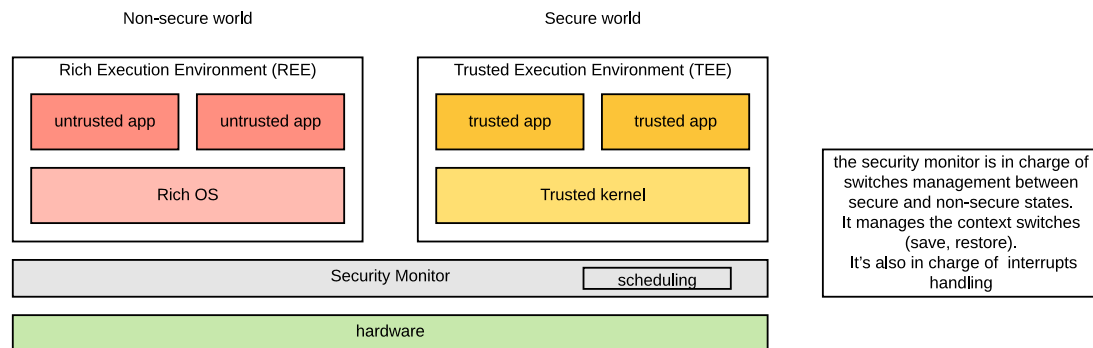 Non-secure world
Secure world
Rich Execution Environment (REE)
Trusted Execution Environment (TEE)
untrusted app
untrusted app
trusted app
trusted app
Rich OS
Trusted kernel
the security monitor is in charge of
switches management between
secure and non-secure states.
It manages the context switches
(save, restore).
It's also in charge of  interrupts
handling
Security Monitor
scheduling
hardware